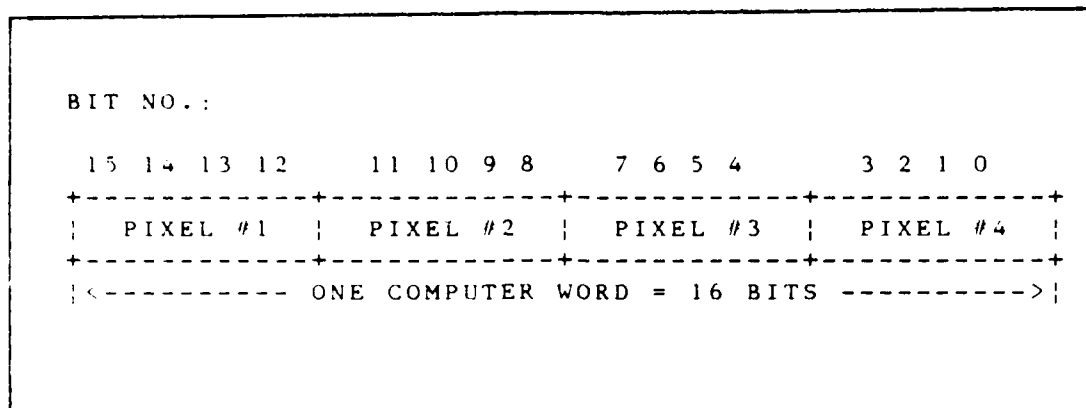 BIT NO.:
15 14 13 12 11 10 9 8 7 6 5 4 3 2 1 0
+------------+------------+------------+------------+
| PIXEL #1 | PIXEL #2 | PIXEL #3 | PIXEL #4 |
+------------+------------+------------+------------+
|<----------- ONE COMPUTER WORD = 16 BITS ---------->|